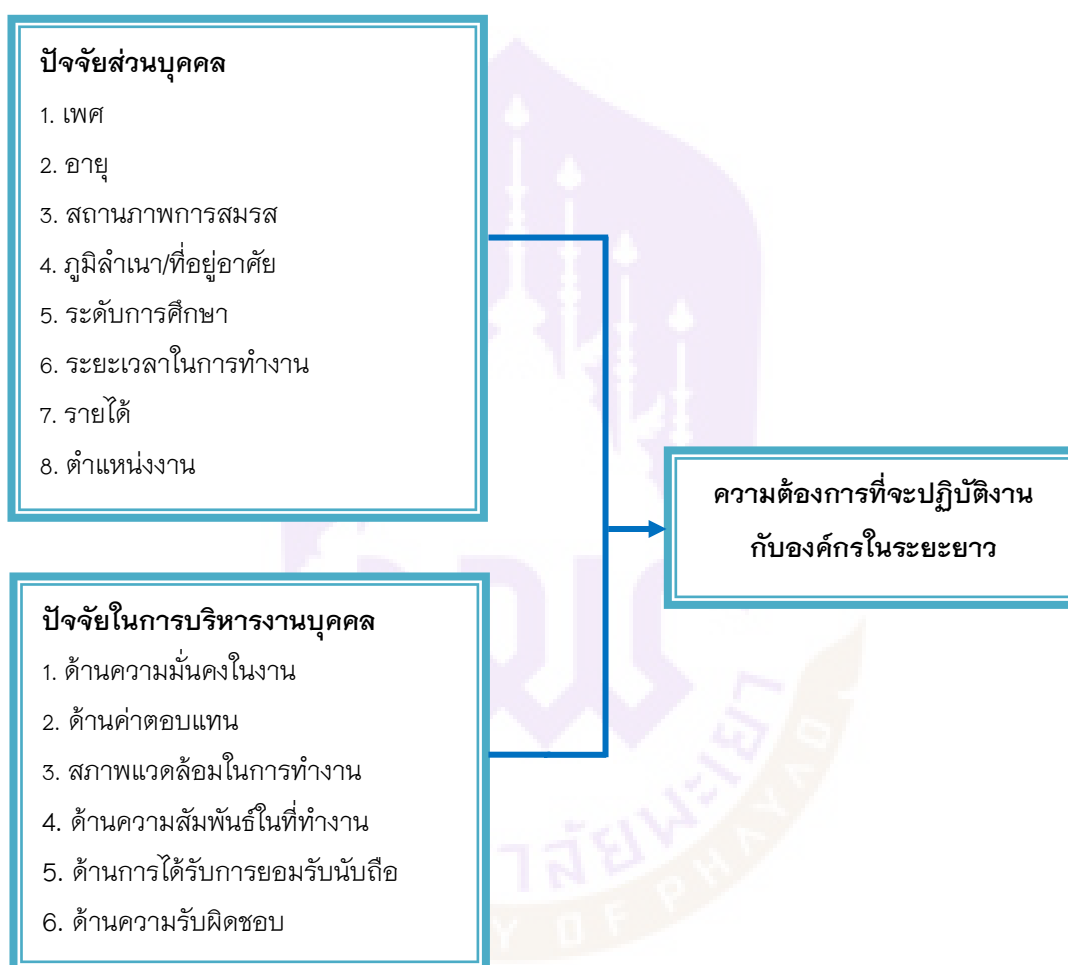 ปัจจัยส่วนบุคคล
1. เพศ
2. อายุ
3. สถานภาพการสมรส
4. ภูมิลำเนา/ที่อยู่อาศัย
5. ระดับการศึกษา
6. ระยะเวลาในการทำงาน
7. รายได้
8. ตำแหน่งงาน
ความต้องการที่จะปฏิบัติงาน
กับองค์กรในระยะยาว
ปัจจัยในการบริหารงานบุคคล
1. ด้านความมั่นคงในงาน
2. ด้านค่าตอบแทน
3. สภาพแวดล้อมในการทำงาน
4. ด้านความสัมพันธ์ในที่ทำงาน
5. ด้านการได้รับการยอมรับนับถือ
6. ด้านความรับผิดชอบ
าลัยพะเยา
Y OF PHAYAO